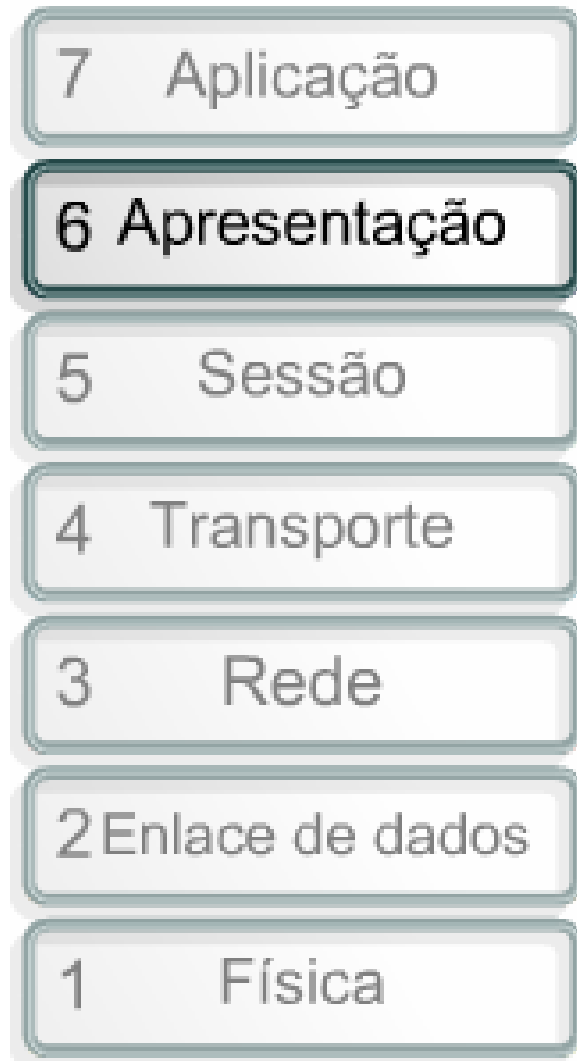 7 Aplicação
6 Apresentação
5 Sessão
4 Transporte
3 Rede
2 Enlace de dados
1 Física